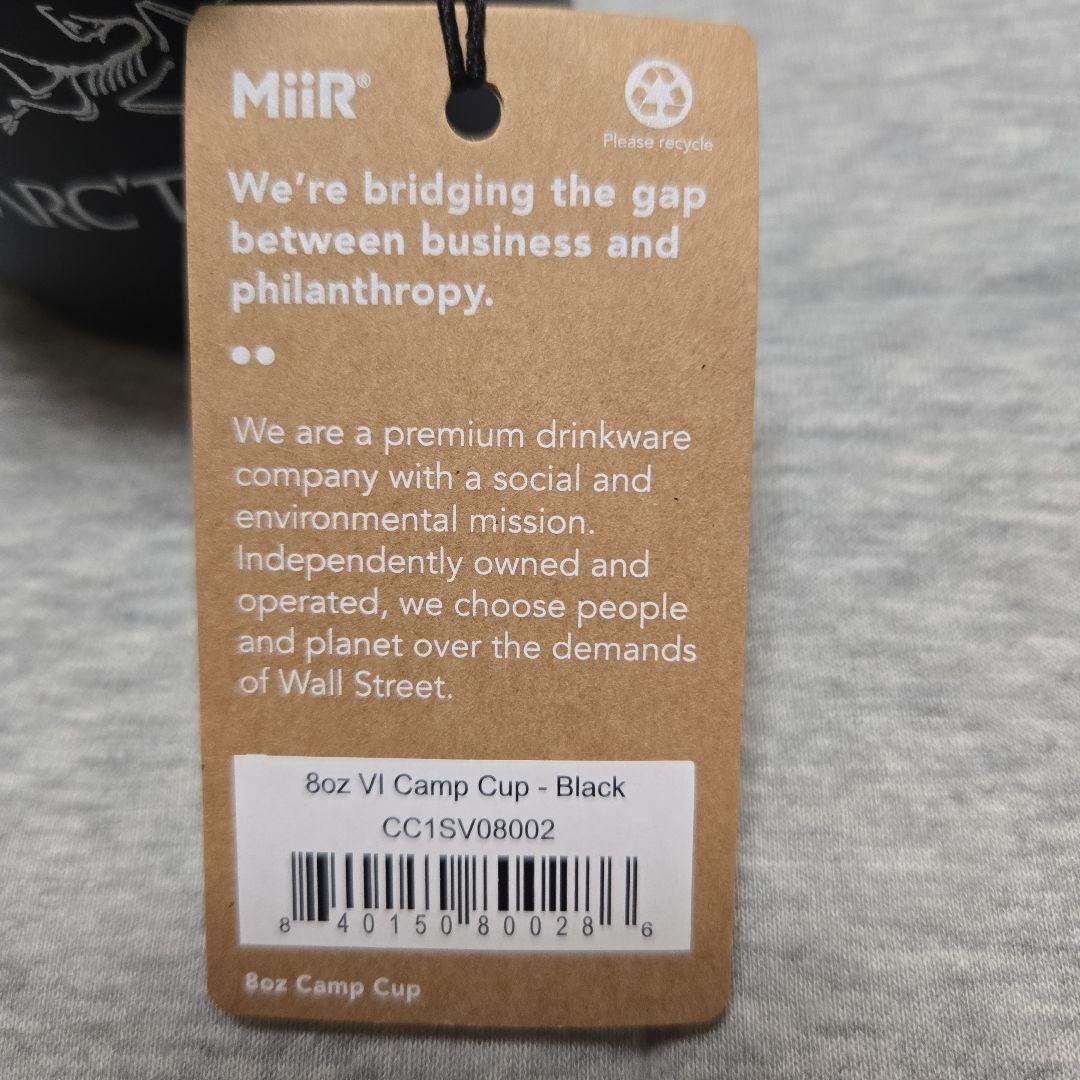 MiiR®
Please recycle
We're bridging the gap
between business and
philanthropy.
We are a premium drinkware
company with a social and
environmental mission.
Independently owned and
operated, we choose people
and planet over the demands
of Wall Street.
8oz VI Camp Cup - Black
CC1SV08002
8 40150 80028 6
8oz Camp Cup
ARC'T